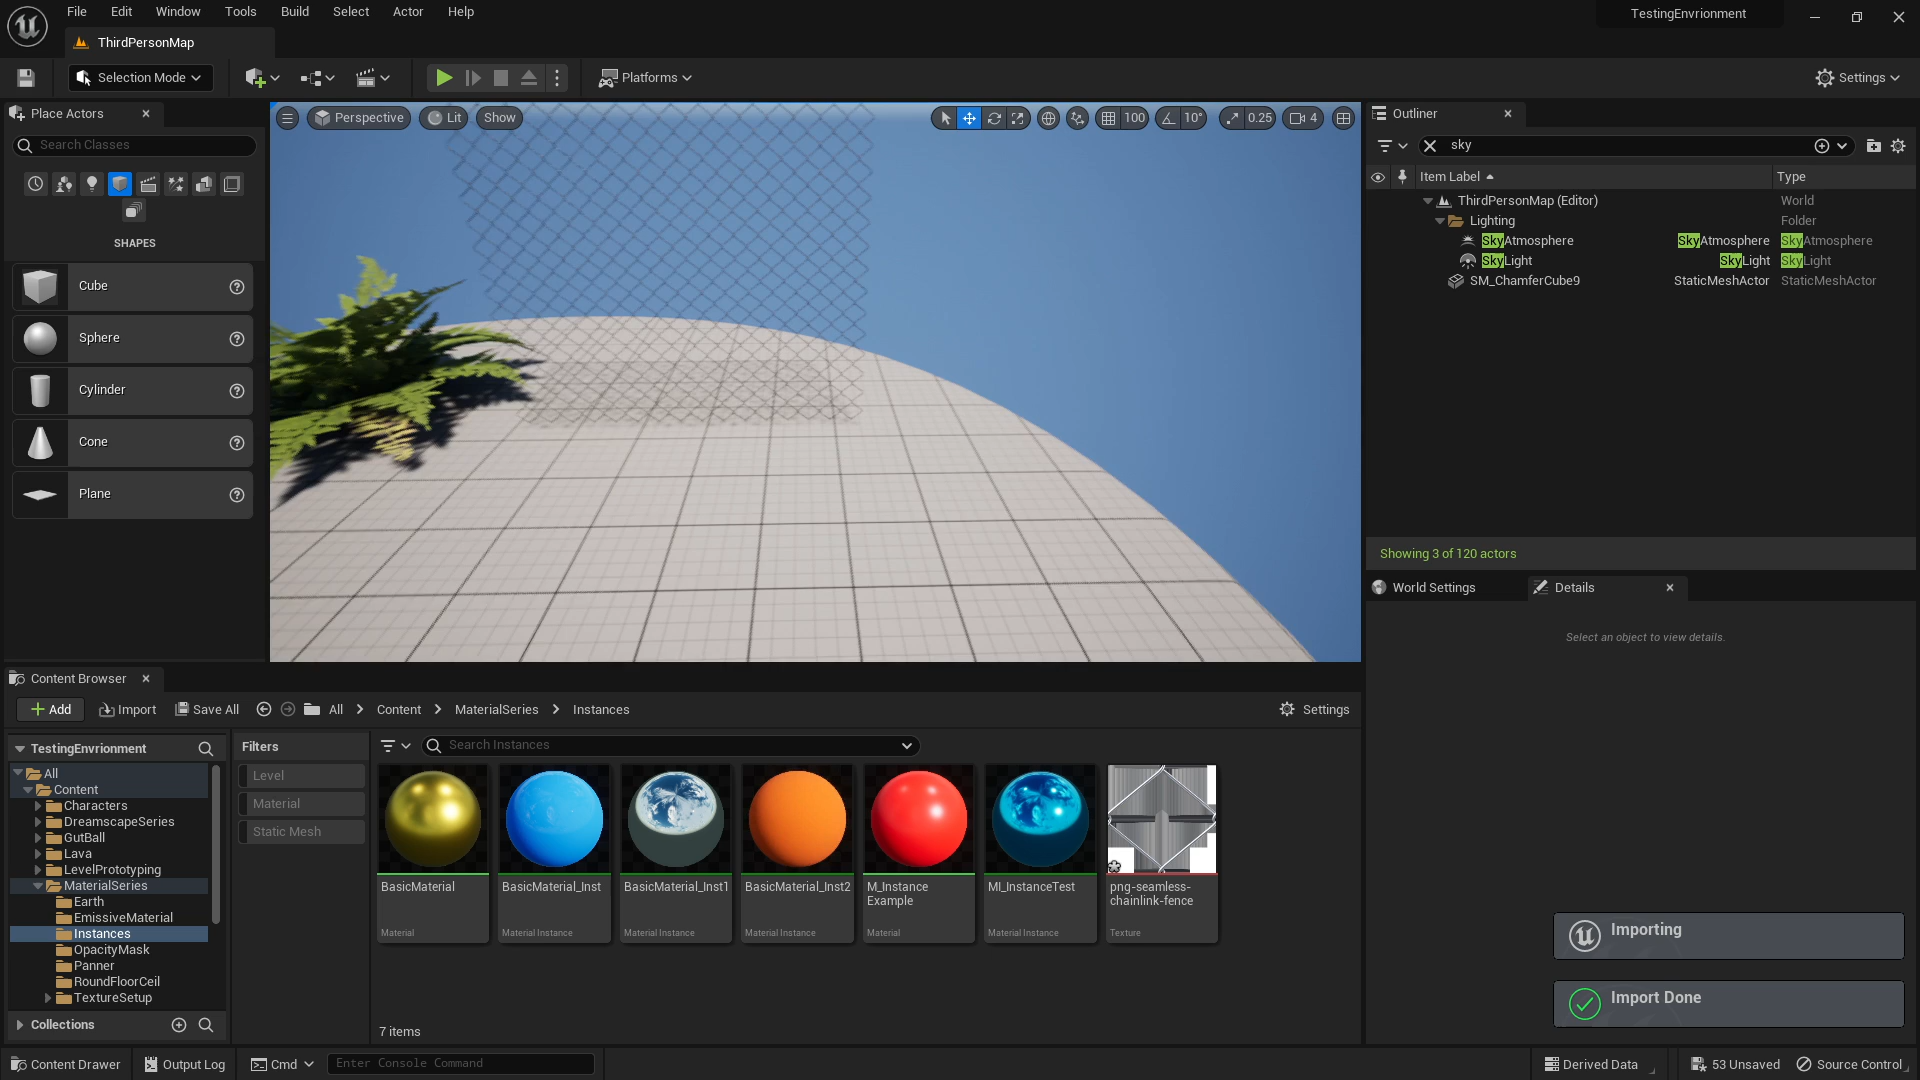 File Edit Window Tools Build Select Actor Help
TestingEnvrionment
ThirdPersonMap
Selection Mode
Platforms
Settings
Place Actors
Search Classes
SHAPES
Cube
Sphere
Cylinder
Cone
Plane
Perspective
Lit
Show
100
10°
0.25
4
Outliner
sky
Item Label
Type
ThirdPersonMap (Editor) World
Lighting Folder
SkyAtmosphere SkyAtmosphere SkyAtmosphere
SkyLight SkyLight SkyLight
SM_ChamferCube9 StaticMeshActor StaticMeshActor
Showing 3 of 120 actors
World Settings
Details
Select an object to view details.
Content Browser
Add
Import
Save All
All
Content
MaterialSeries
Instances
Settings
TestingEnvrionment
All
Content
Characters
DreamscapeSeries
GutBall
Lava
LevelPrototyping
MaterialSeries
Earth
EmissiveMaterial
Instances
OpacityMask
Panner
RoundFloorCeil
TextureSetup
Collections
Filters
Level
Material
Static Mesh
Search Instances
BasicMaterial
Material
BasicMaterial_Inst
Material Instance
BasicMaterial_Inst1
Material Instance
BasicMaterial_Inst2
Material Instance
M_Instance
Example
Material
MI_InstanceTest
Material Instance
png-seamless-
chainlink-fence
Texture
7 items
Importing
Import Done
Content Drawer
Output Log
Cmd
Enter Console Command
Derived Data
53 Unsaved
Source Control